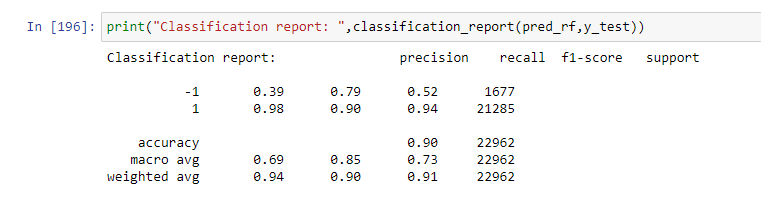 In [196]: print("Classification report: ",classification_report(pred_rf,y_test))
Classification report:                precision    recall  f1-score   support
-1       0.39      0.79      0.52      1677
1       0.98      0.90      0.94     21285
accuracy                           0.90     22962
macro avg       0.69      0.85      0.73     22962
weighted avg       0.94      0.90      0.91     22962